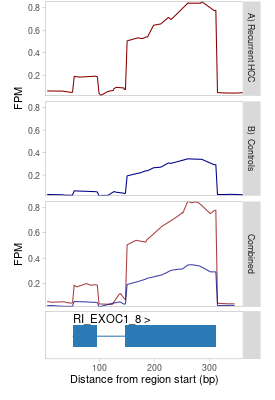 0.8
0.6
0.4
0.2
FPM
A) Recurrent HCC
0.8
0.6
0.4
0.2
B) Controls
0.8
0.6
0.4
0.2
FPM
Combined
RI_EXOC1_8 >
100
200
300
Distance from region start (bp)